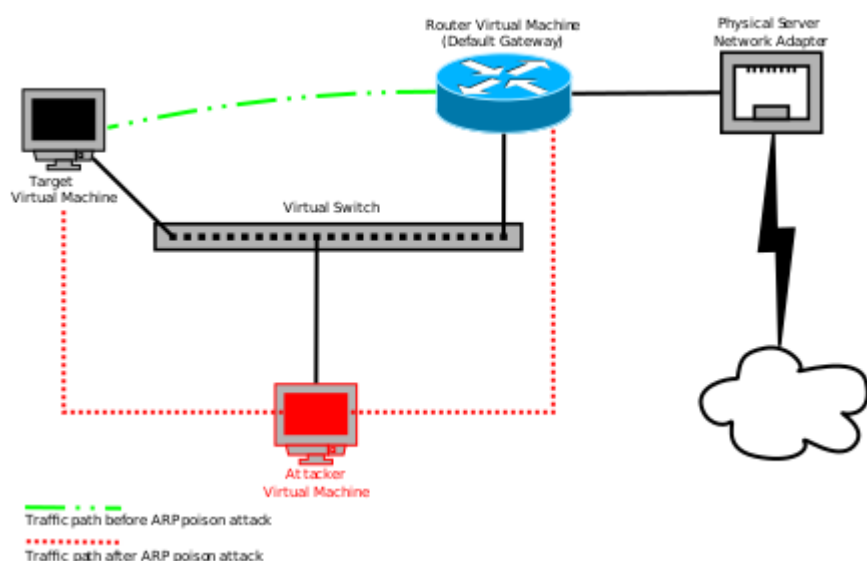 Router Virtual Machine
(Default Gateway)
Physical Server
Network Adapter
Target
Virtual Machine
Virtual Switch
Attacker
Virtual Machine
Traffic path before ARP poison attack
Traffic path after ARP poison attack